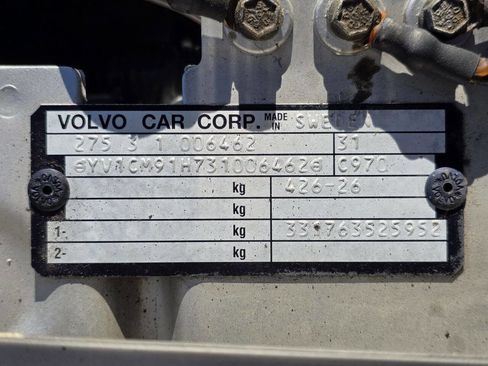 VOLVO CAR CORP. MADE IN SWEDEN
275 3 1 006462 31
@YV1CM91H731006462@ C970
kg 426-26
kg
1- kg 331763525952
2- kg